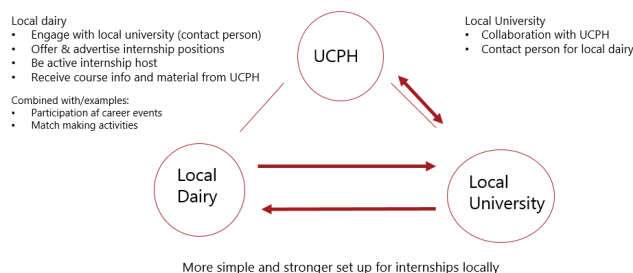 Local dairy
• Engage with local university (contact person)
• Offer & advertise internship positions
• Be active internship host
• Receive course info and material from UCPH
Combined with/examples:
• Participation af career events
• Match making activities
UCPH
Local University
• Collaboration with UCPH
• Contact person for local dairy
Local
Dairy
Local
University
More simple and stronger set up for internships locally